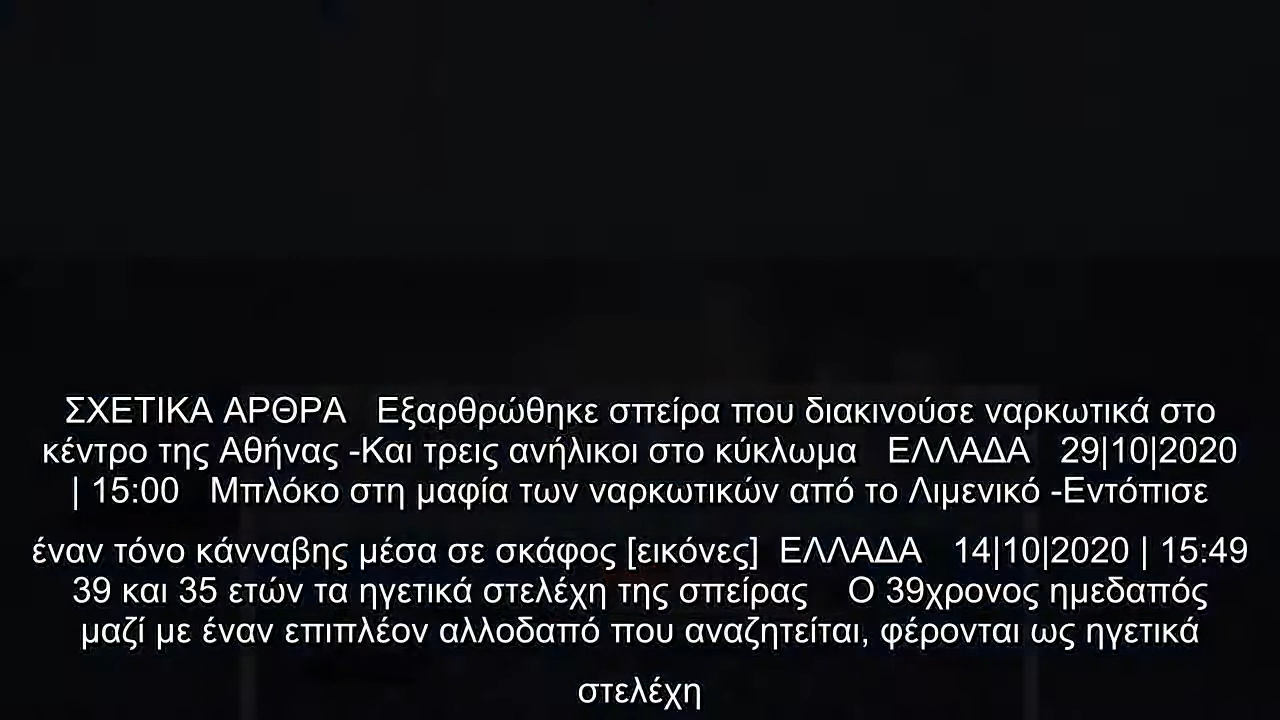 ΣΧΕΤΙΚΑ ΑΡΘΡΑ   Εξαρθρώθηκε σπείρα που διακινούσε ναρκωτικά στο
κέντρο της Αθήνας -Και τρεις ανήλικοι στο κύκλωμα   ΕΛΛΑΔΑ   29|10|2020
| 15:00   Μπλόκο στη μαφία των ναρκωτικών από το Λιμενικό -Εντόπισε
έναν τόνο κάνναβης μέσα σε σκάφος [εικόνες]  ΕΛΛΑΔΑ   14|10|2020 | 15:49
39 και 35 ετών τα ηγετικά στελέχη της σπείρας    Ο 39χρονος ημεδαπός
μαζί με έναν επιπλέον αλλοδαπό που αναζητείται, φέρονται ως ηγετικά
στελέχη